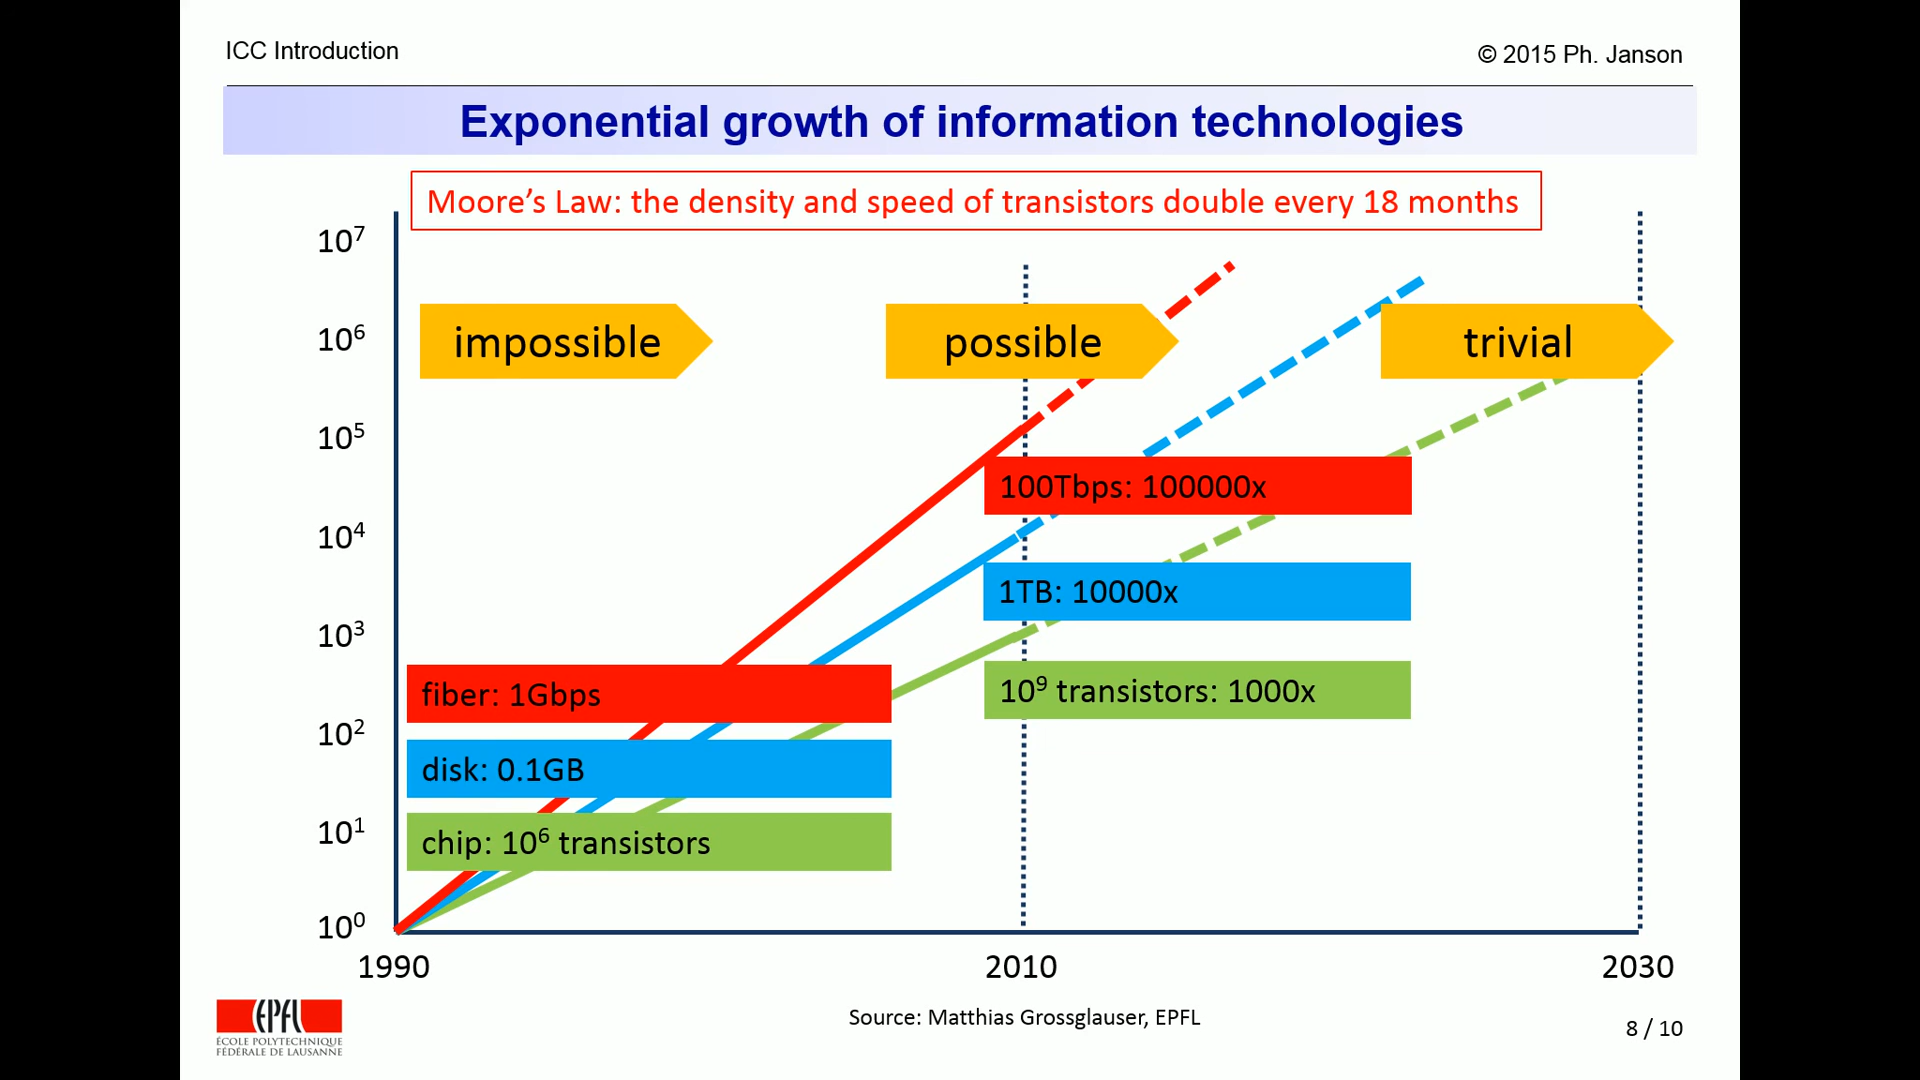 ICC Introduction
© 2015 Ph. Janson
Exponential growth of information technologies
Moore’s Law: the density and speed of transistors double every 18 months
10⁷
10⁶
10⁵
10⁴
10³
10²
10¹
10⁰
impossible
possible
trivial
100Tbps: 100000x
1TB: 10000x
10⁹ transistors: 1000x
fiber: 1Gbps
disk: 0.1GB
chip: 10⁶ transistors
1990
2010
2030
EPFL
ÉCOLE POLYTECHNIQUE
FÉDÉRALE DE LAUSANNE
Source: Matthias Grossglauser, EPFL
8 / 10